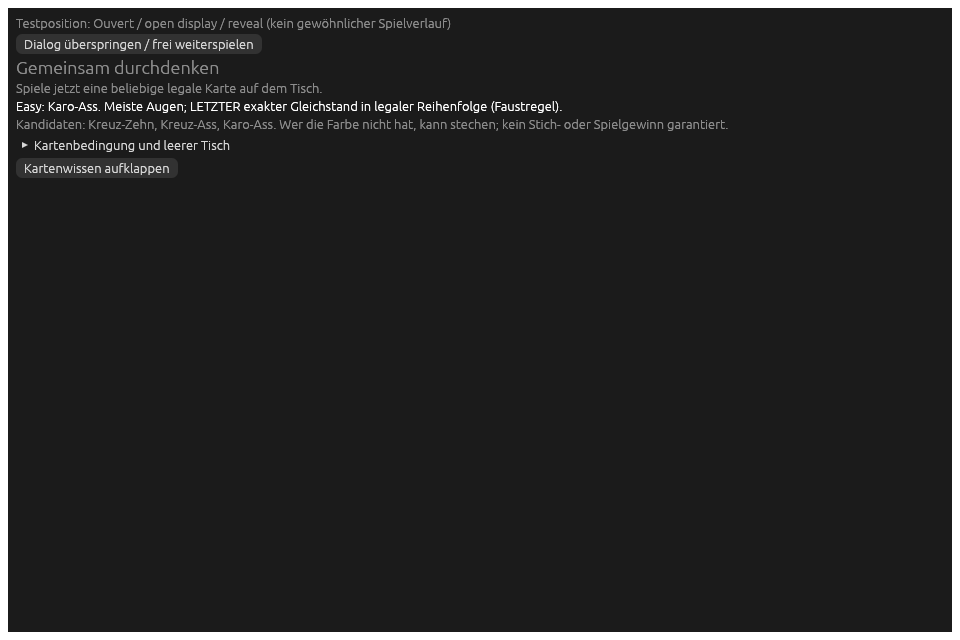 Testposition: Ouvert / open display / reveal (kein gewöhnlicher Spielverlauf)
Dialog überspringen / frei weiterspielen
Gemeinsam durchdenken
Spiele jetzt eine beliebige legale Karte auf dem Tisch.
Easy: Karo-Ass. Meiste Augen; LETZTER exakter Gleichstand in legaler Reihenfolge (Faustregel).
Kandidaten: Kreuz-Zehn, Kreuz-Ass, Karo-Ass. Wer die Farbe nicht hat, kann stechen; kein Stich- oder Spielgewinn garantiert.
Kartenbedingung und leerer Tisch
Kartenwissen aufklappen